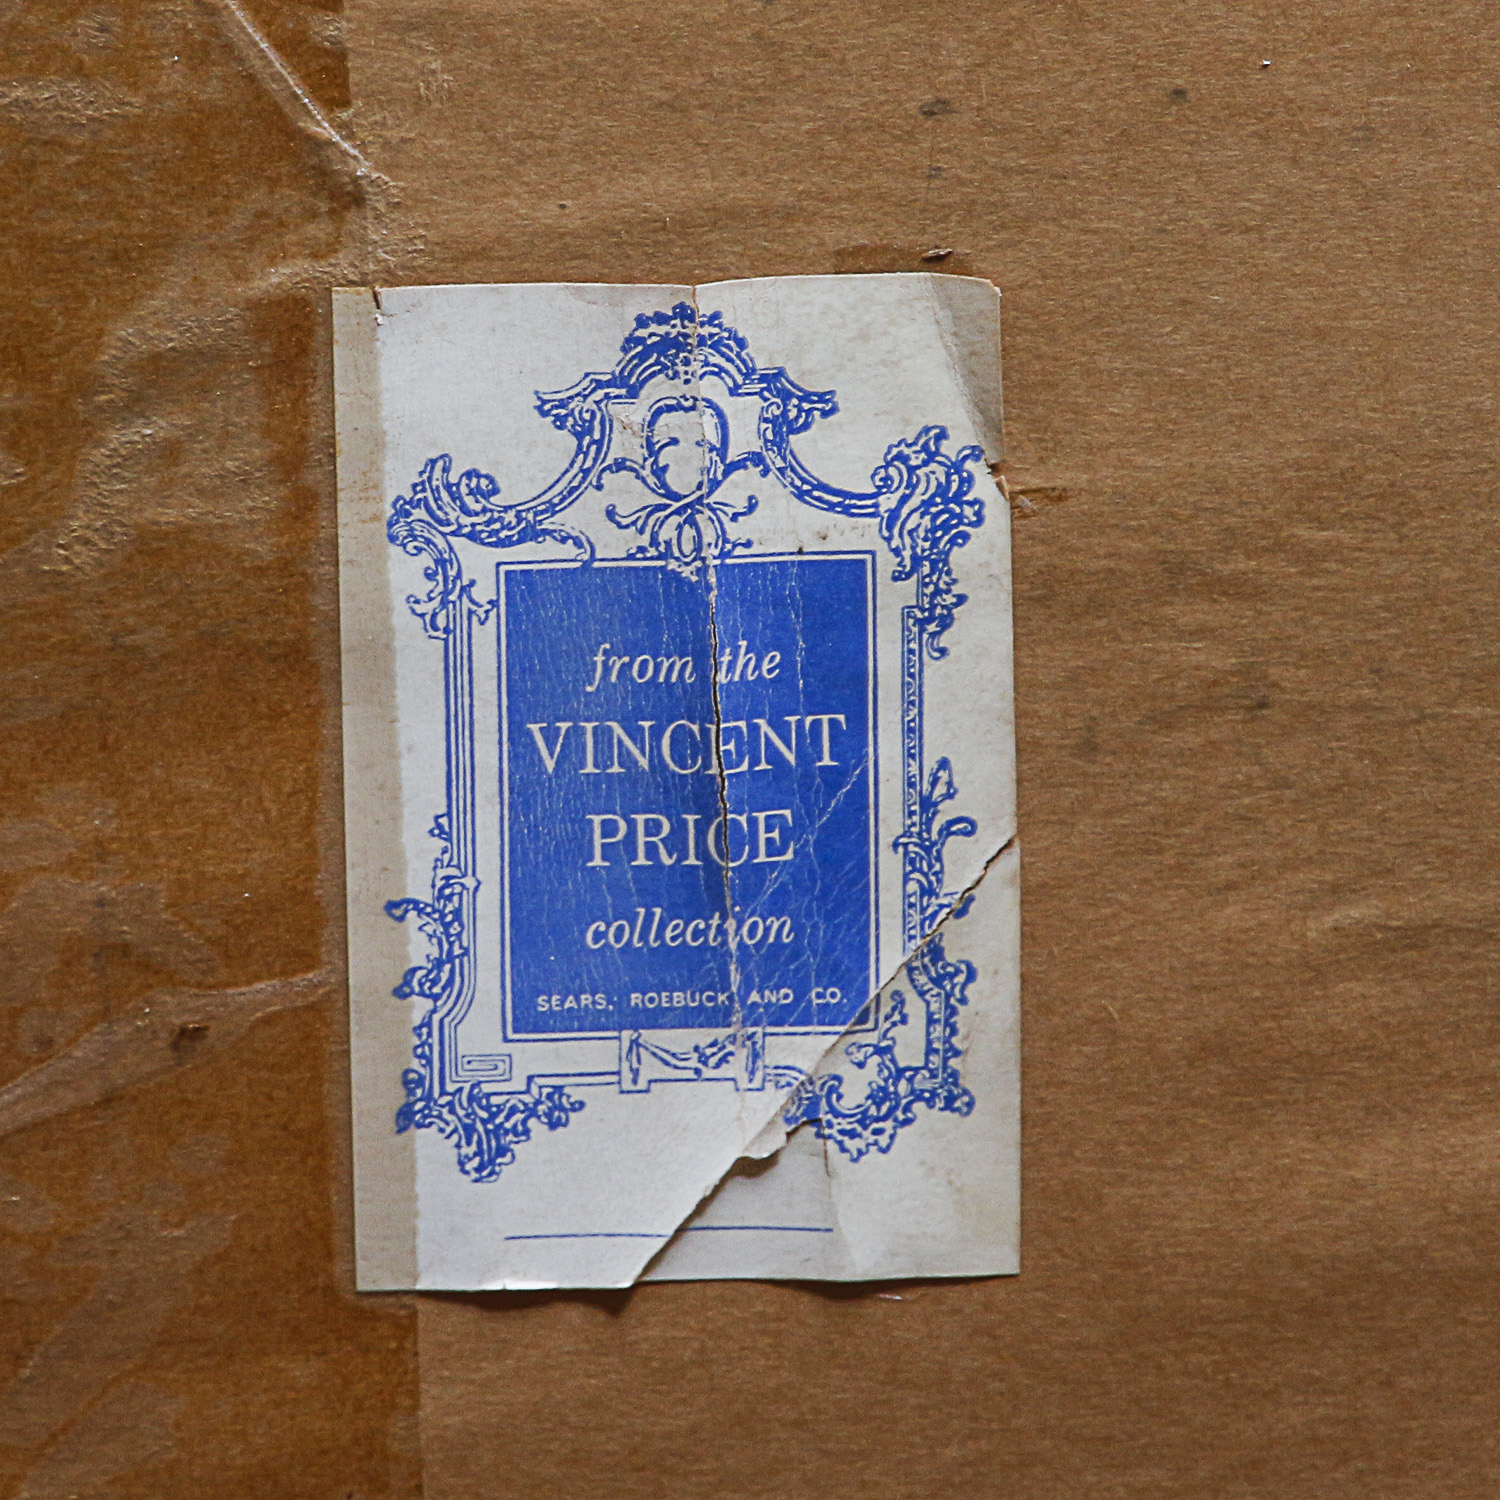 from the
VINCENT
PRICE
collection
SEARS, ROEBUCK AND CO.